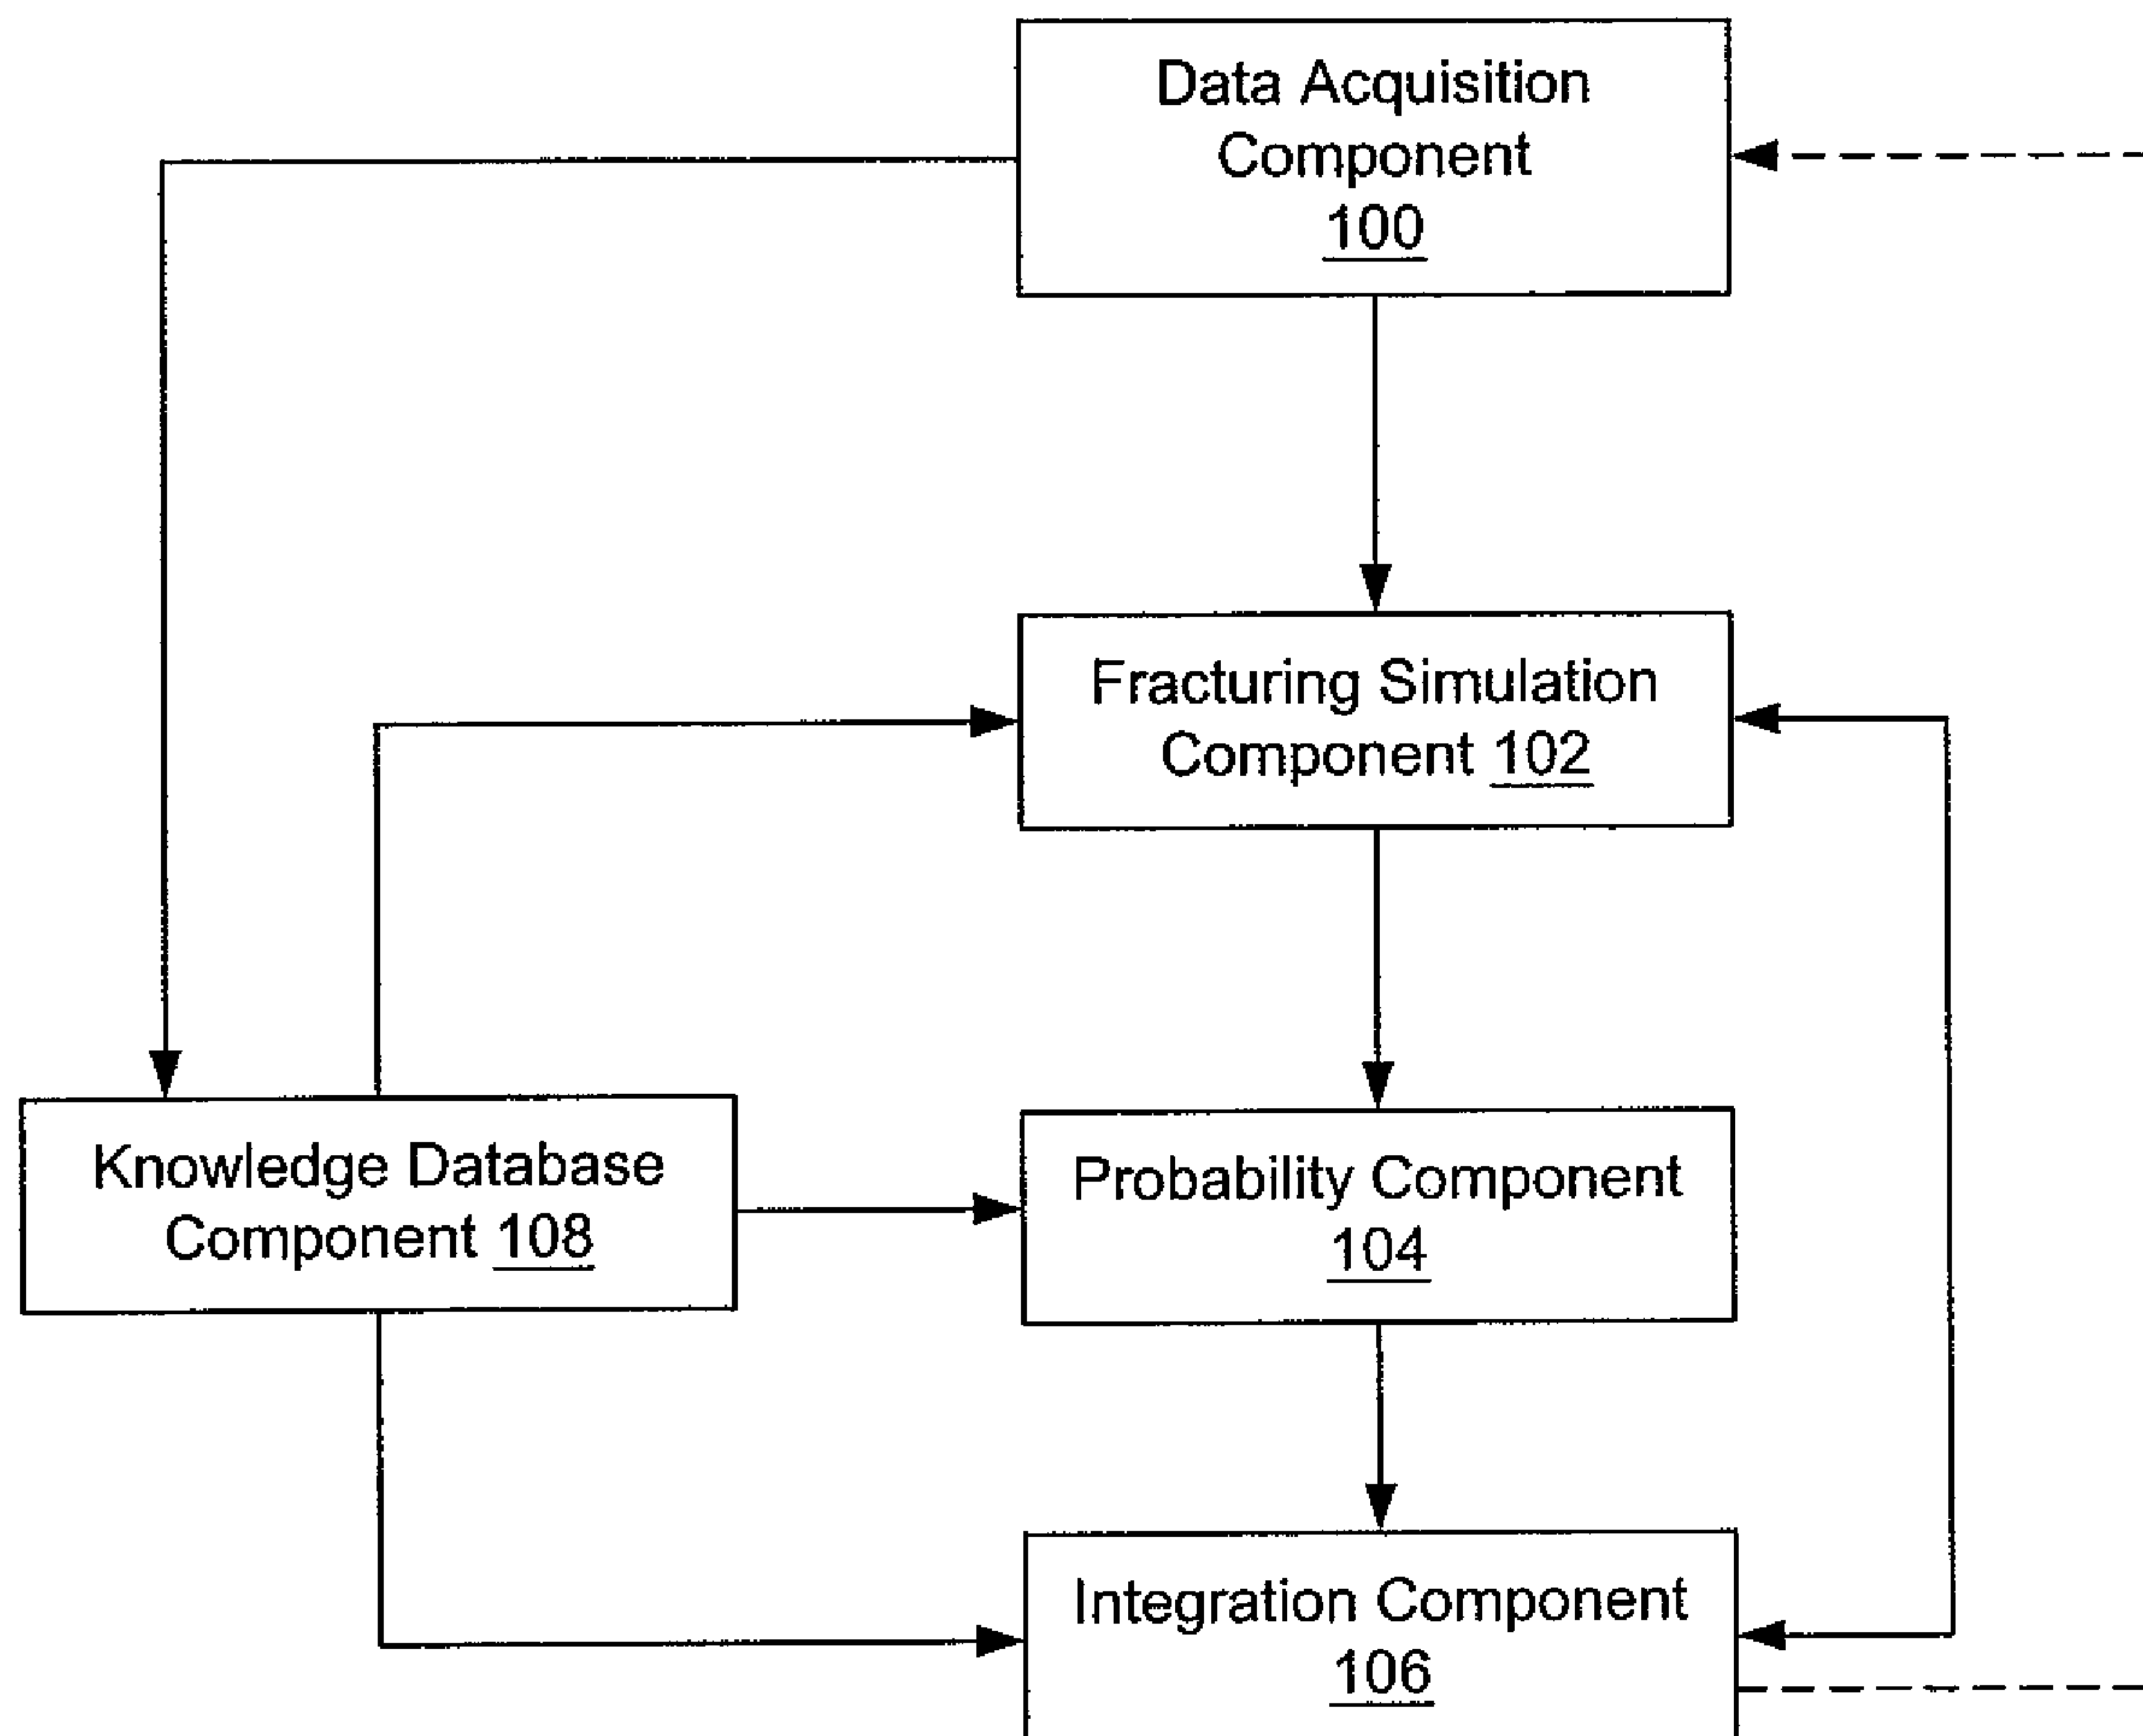 Data Acquisition
Component
100
Fracturing Simulation
Component 102
Knowledge Database
Component 108
Probability Component
104
Integration Component
106